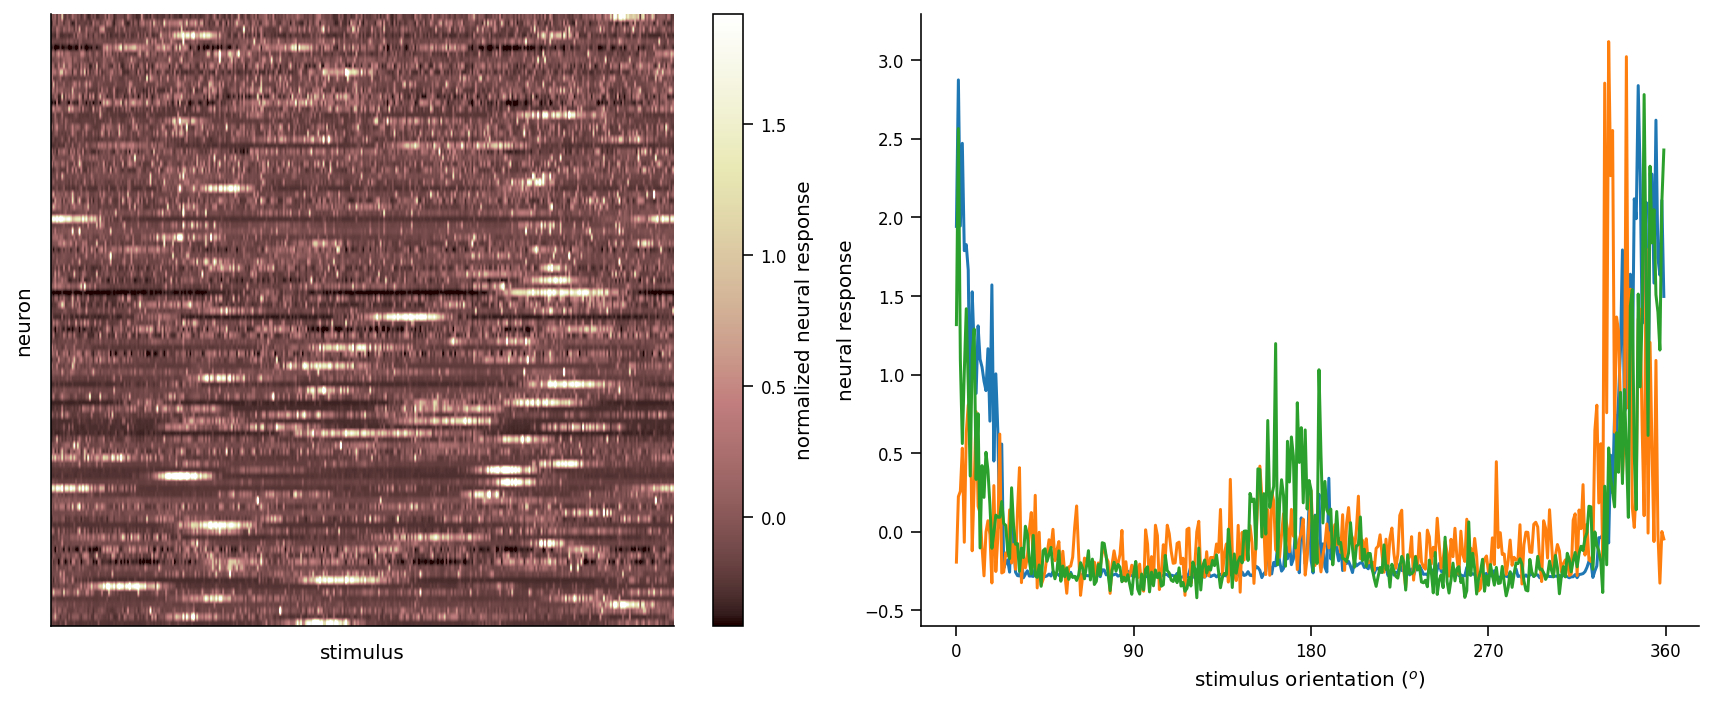 neuron
stimulus
1.5
1.0
0.5
0.0
normalized neural response
neural response
3.0
2.5
2.0
1.5
1.0
0.5
0.0
−0.5
0 90 180 270 360
stimulus orientation (o)